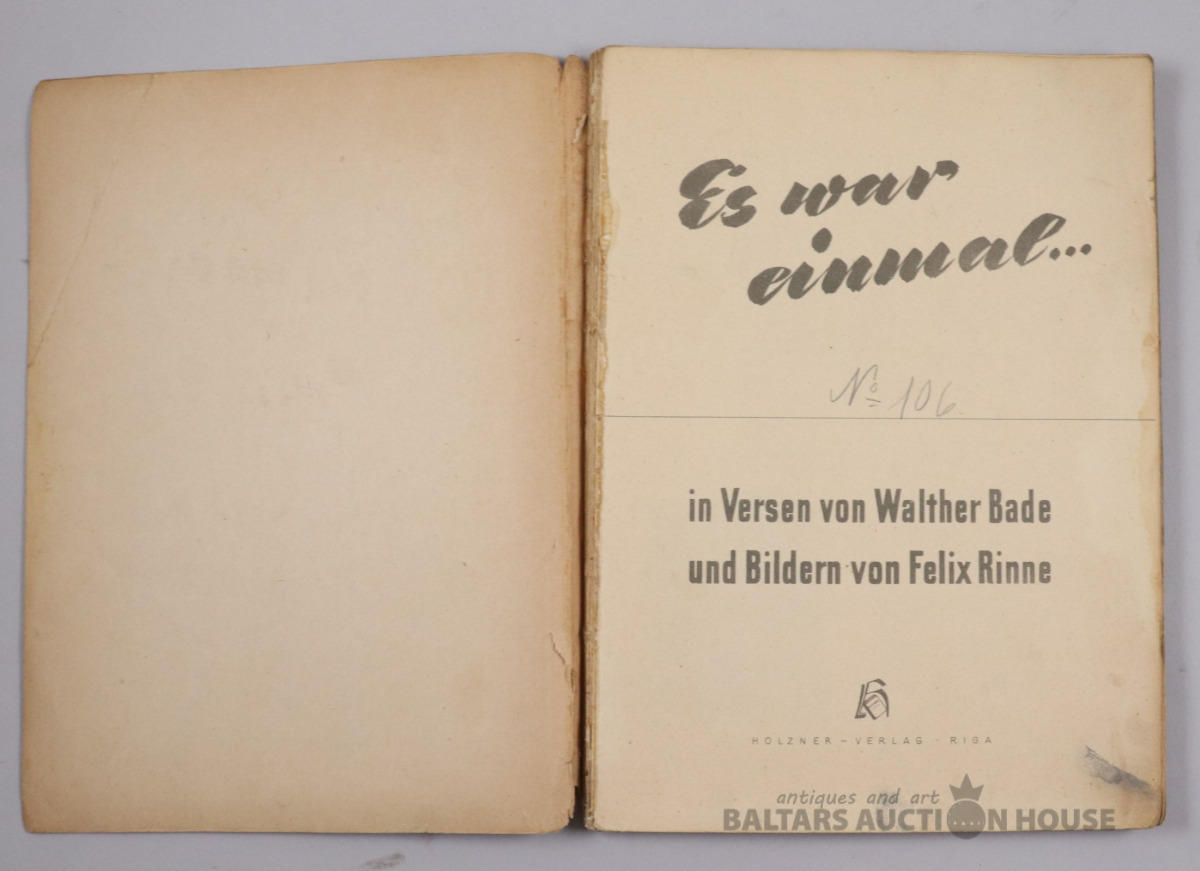 Es war
einmal...
№ 106.
in Versen von Walther Bade
und Bildern von Felix Rinne
HOLZNER – VERLAG · RIGA
antiques and art
BALTARS AUCTION HOUSE